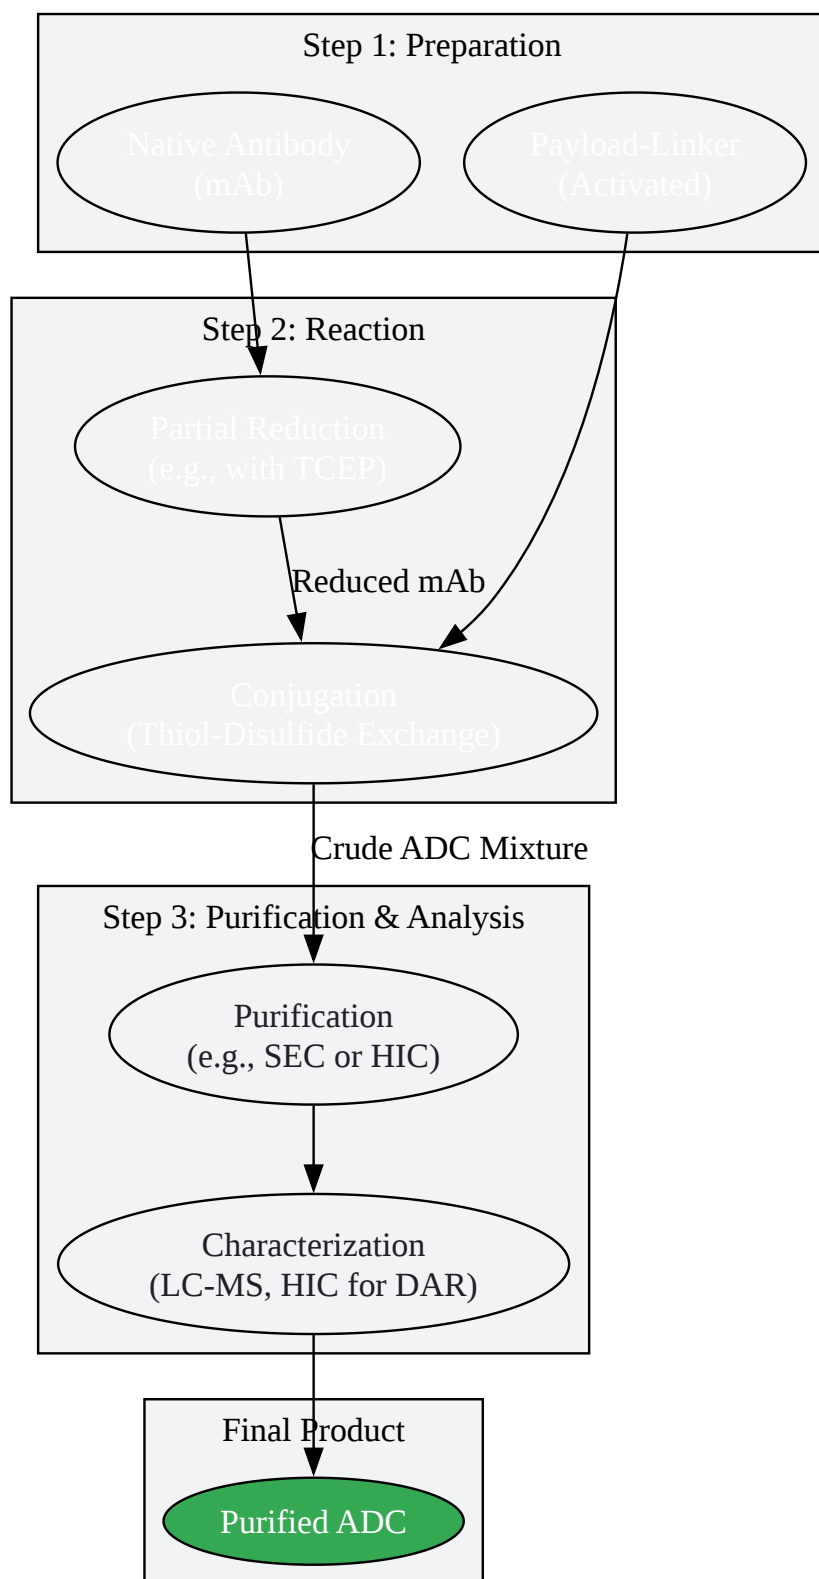 Step 1: Preparation
Native Antibody
(mAb)
Payload-Linker
(Activated)
Step 2: Reaction
Partial Reduction
(e.g., with TCEP)
Reduced mAb
Conjugation
(Thiol-Disulfide Exchange)
Crude ADC Mixture
Step 3: Purification & Analysis
Purification
(e.g., SEC or HIC)
Characterization
(LC-MS, HIC for DAR)
Final Product
Purified ADC